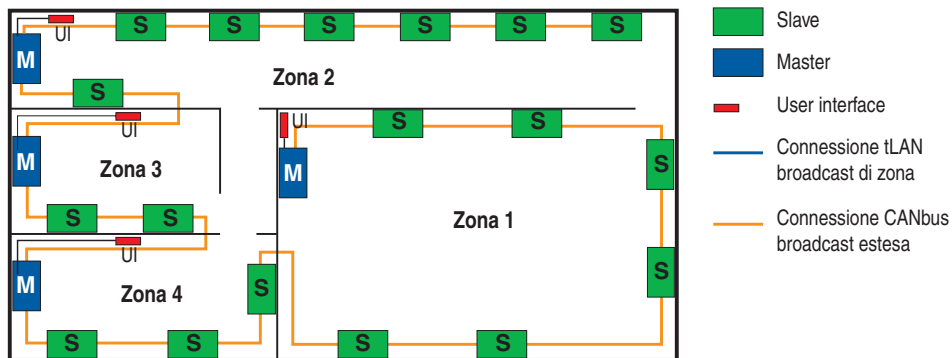 UI S S S S S S
M
Zona 2
S
UI
M
Zona 3
S S
UI
M
Zona 4
S S S
UI S S
M
S
Zona 1
S
S S
Slave
Master
User interface
Connessione tLAN
broadcast di zona
Connessione CANbus
broadcast estesa